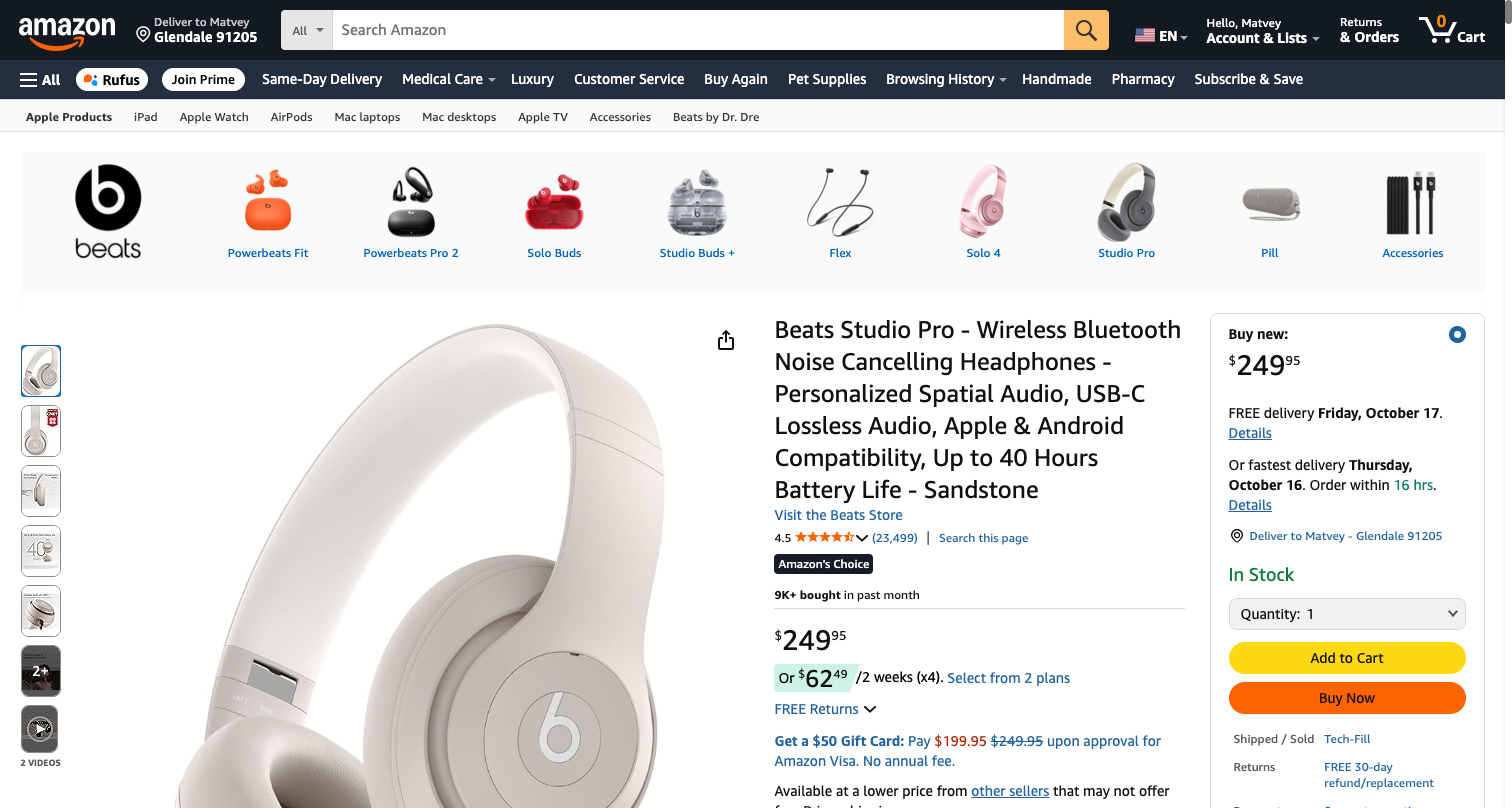 amazon
Deliver to Matvey
Glendale 91205
All
Search Amazon
EN
Hello, Matvey
Account & Lists
Returns
& Orders
0
Cart
All
Rufus
Join Prime
Same-Day Delivery
Medical Care
Luxury
Customer Service
Buy Again
Pet Supplies
Browsing History
Handmade
Pharmacy
Subscribe & Save
Apple Products
iPad
Apple Watch
AirPods
Mac laptops
Mac desktops
Apple TV
Accessories
Beats by Dr. Dre
beats
Powerbeats Fit
Powerbeats Pro 2
Solo Buds
Studio Buds +
Flex
Solo 4
Studio Pro
Pill
Accessories
40
2+
2 VIDEOS
Beats Studio Pro - Wireless Bluetooth
Noise Cancelling Headphones -
Personalized Spatial Audio, USB-C
Lossless Audio, Apple & Android
Compatibility, Up to 40 Hours
Battery Life - Sandstone
Visit the Beats Store
4.5 (23,499) | Search this page
Amazon's Choice
9K+ bought in past month
$249.95
Or $62.49 /2 weeks (x4). Select from 2 plans
FREE Returns
Get a $50 Gift Card: Pay $199.95 $249.95 upon approval for
Amazon Visa. No annual fee.
Available at a lower price from other sellers that may not offer
Buy new:
$249.95
FREE delivery Friday, October 17.
Details
Or fastest delivery Thursday,
October 16. Order within 16 hrs.
Details
Deliver to Matvey - Glendale 91205
In Stock
Quantity: 1
Add to Cart
Buy Now
Shipped / Sold Tech-Fill
Returns FREE 30-day
refund/replacement